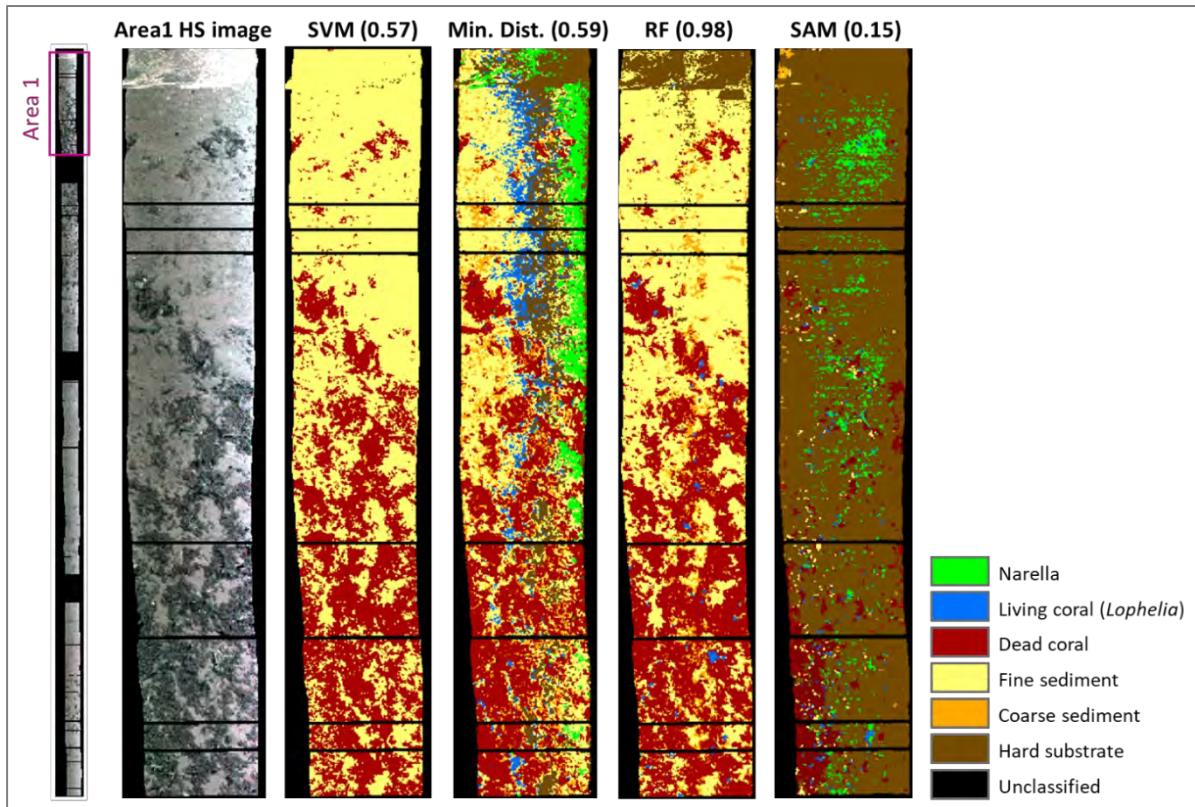 Area 1
Area1 HS image
SVM (0.57)
Min. Dist. (0.59)
RF (0.98)
SAM (0.15)
Narella
Living coral (Lophelia)
Dead coral
Fine sediment
Coarse sediment
Hard substrate
Unclassified